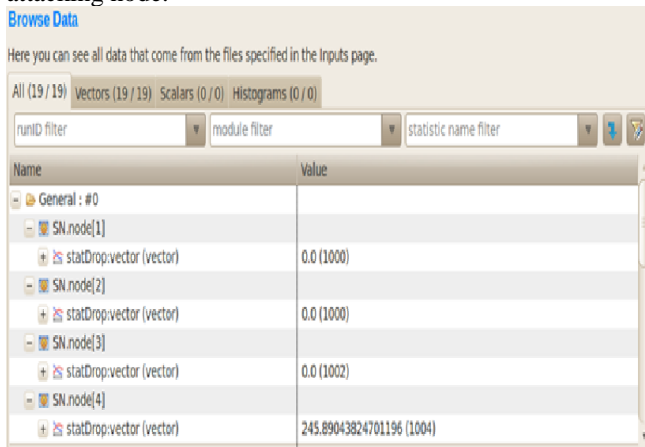 attaching node.
Browse Data
Here you can see all data that come from the files specified in the Inputs page.
All (19 / 19) Vectors (19 / 19) Scalars (0 / 0) Histograms (0 / 0)
runID filter module filter statistic name filter
Name Value
General : #0
SN.node[1]
statDrop:vector (vector) 0.0 (1000)
SN.node[2]
statDrop:vector (vector) 0.0 (1000)
SN.node[3]
statDrop:vector (vector) 0.0 (1002)
SN.node[4]
statDrop:vector (vector) 245.89043824701196 (1004)